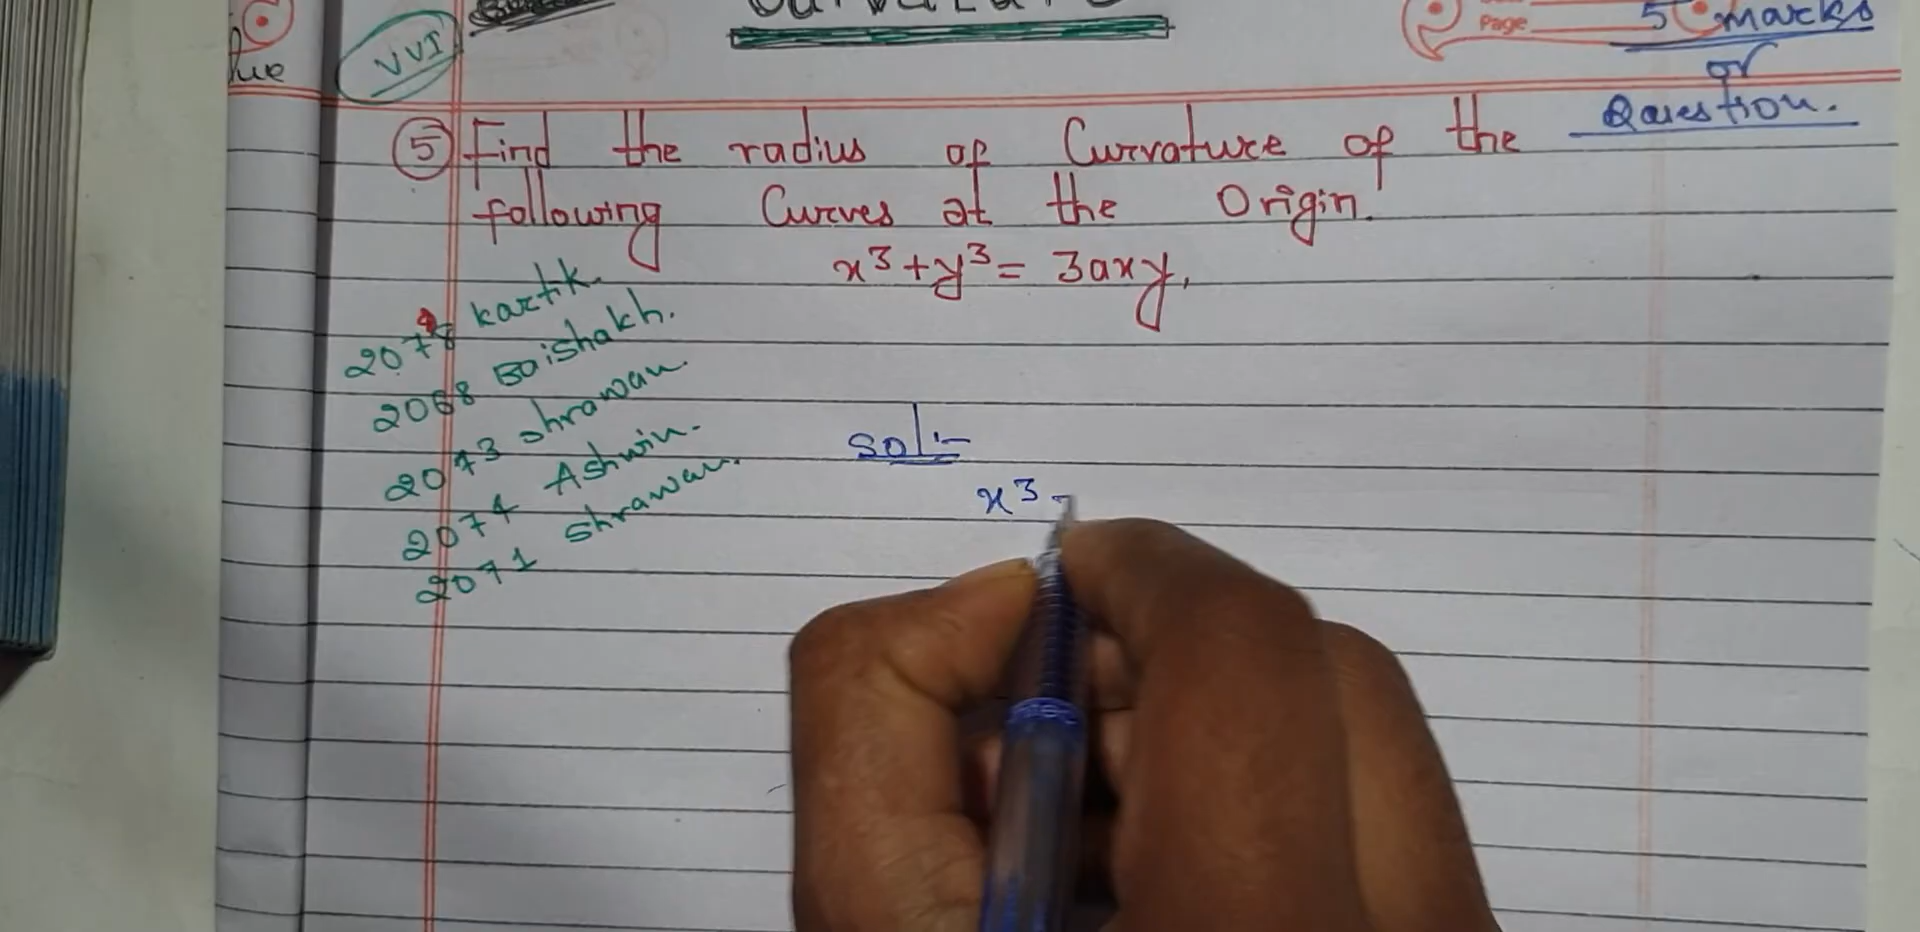 5 marks
Page
or
Question.
VVI
(5) Find the radius of Curvature of the
following Curves at the Origin.
x³+y³ = 3axy,
kartik.
2068 Baishakh.
2073 shrawan.
2074 Ashwin.
2071 shrawan.
Sol:-
x³